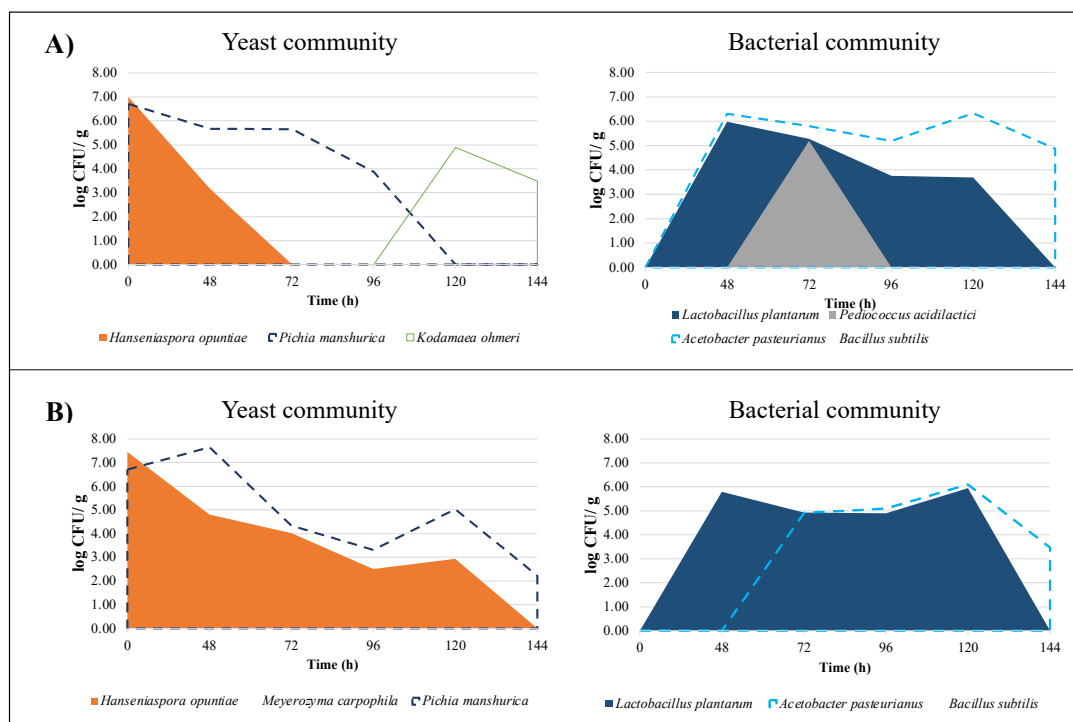 A)
Yeast community
8.00
7.00
6.00
5.00
4.00
3.00
2.00
1.00
0.00
log CFU/ g
0 48 72 96 120 144
Time (h)
Hanseniaspora opuntiae Pichia manshurica Kodamaea ohmeri
Bacterial community
8.00
7.00
6.00
5.00
4.00
3.00
2.00
1.00
0.00
log CFU/ g
0 48 72 96 120 144
Time (h)
Lactobacillus plantarum Pediococcus acidilactici
Acetobacter pasteurianus Bacillus subtilis
B)
Yeast community
8.00
7.00
6.00
5.00
4.00
3.00
2.00
1.00
0.00
log CFU/ g
0 48 72 96 120 144
Time (h)
Hanseniaspora opuntiae Meyerozyma carpophila Pichia manshurica
Bacterial community
8.00
7.00
6.00
5.00
4.00
3.00
2.00
1.00
0.00
log CFU/ g
0 48 72 96 120 144
Time (h)
Lactobacillus plantarum Acetobacter pasteurianus Bacillus subtilis